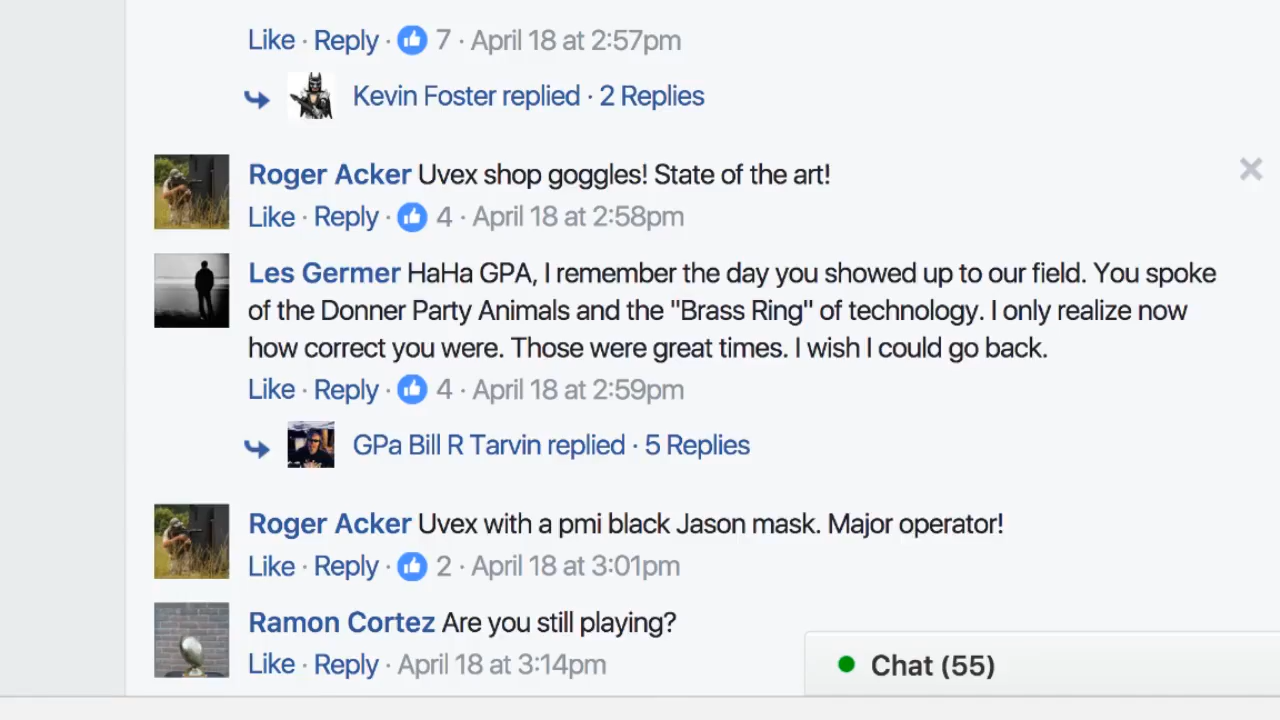 Like · Reply · 7 · April 18 at 2:57pm
Kevin Foster replied · 2 Replies
Roger Acker Uvex shop goggles! State of the art!
Like · Reply · 4 · April 18 at 2:58pm
Les Germer HaHa GPA, I remember the day you showed up to our field. You spoke
of the Donner Party Animals and the "Brass Ring" of technology. I only realize now
how correct you were. Those were great times. I wish I could go back.
Like · Reply · 4 · April 18 at 2:59pm
GPa Bill R Tarvin replied · 5 Replies
Roger Acker Uvex with a pmi black Jason mask. Major operator!
Like · Reply · 2 · April 18 at 3:01pm
Ramon Cortez Are you still playing?
Like · Reply · April 18 at 3:14pm
Chat (55)